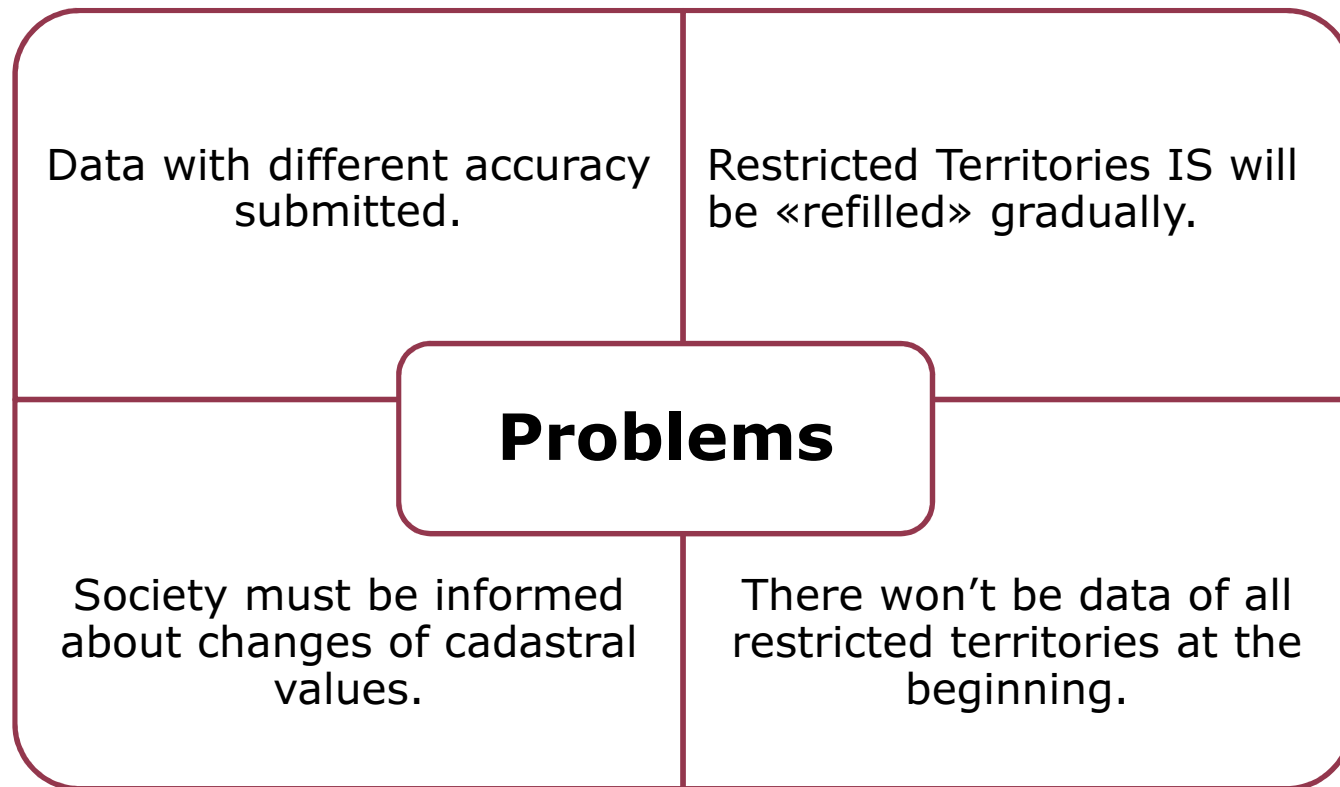 Data with different accuracy
submitted.
Restricted Territories IS will
be «refilled» gradually.
Problems
Society must be informed
about changes of cadastral
values.
There won’t be data of all
restricted territories at the
beginning.